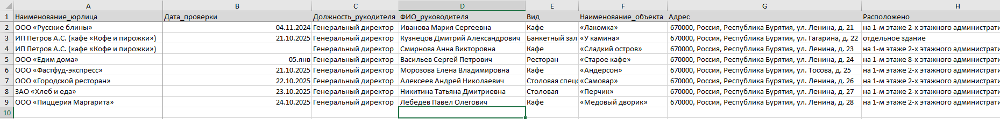 A B C D E F G H
1 Наименование_юрлица Дата_проверки Должность_рукодителя ФИО_руководителя Вид Наименование_объекта Адрес Расположено
2 ООО «Русские блины» 04.11.2024 Генеральный директор Иванова Мария Сергеевна Кафе «Лакомка» 670000, Россия, Республика Бурятия, ул. Ленина, д. 21 на 1-м этаже 2-х этажного администрати
3 ИП Петров А.С. (кафе «Кофе и пирожки») 21.10.2025 Генеральный директор Кузнецов Дмитрий Александрович Банкетный зал «У камина» 670000, Россия, Республика Бурятия, ул. Гагарина, д. 22 отдельное здание
4 ИП Петров А.С. (кафе «Кофе и пирожки») Генеральный директор Смирнова Анна Викторовна Кафе «Сладкий остров» 670000, Россия, Республика Бурятия, ул. Ленина, д. 23 на 1-м этаже 2-х этажного администрати
5 ООО «Едим дома» 05.янв Генеральный директор Васильев Сергей Петрович Ресторан «Старое кафе» 670000, Россия, Республика Бурятия, ул. Ленина, д. 24 на 1-м этаже 8-х этажного администрати
6 ООО «Фастфуд-экспресс» 21.10.2025 Генеральный директор Морозова Елена Владимировна Кафе «Андерсон» 670000, Россия, Республика Бурятия, ул. Тосова, д. 25 на 1-м этаже 2-х этажного администрати
7 ООО «Городской ресторан» 22.10.2025 Генеральный директор Алексеев Андрей Николаевич Столовая спецс «Самовар» 670000, Россия, Республика Бурятия, ул. Ленина, д. 26 на 1-м этаже 2-х этажного администрати
8 ЗАО «Хлеб и еда» 23.10.2025 Генеральный директор Никитина Татьяна Дмитриевна Столовая «Перчик» 670000, Россия, Республика Бурятия, ул. Ленина, д. 27 на 1-м этаже 2-х этажного администрати
9 ООО «Пиццерия Маргарита» 24.10.2025 Генеральный директор Лебедев Павел Олегович Кафе «Медовый дворик» 670000, Россия, Республика Бурятия, ул. Ленина, д. 28 на 1-м этаже 2-х этажного администрати
10